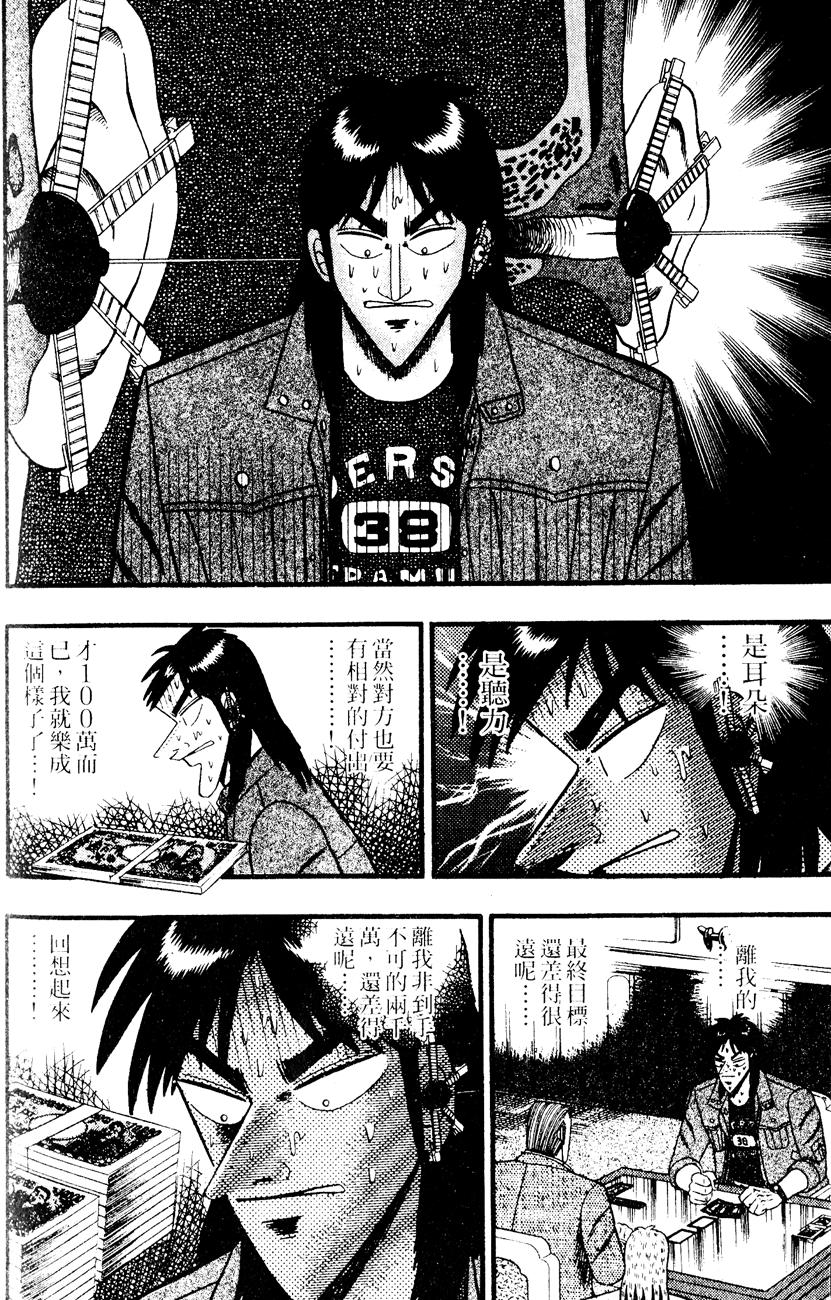 DERS
38
是耳朵
……！
是聽力
……！
當然對方也要
有相對的付出
………！
才100萬而
已，我就樂成
這個樣子了…！
離我的
……
最終目標
還差得很
遠呢……
38
離我非到手
不可的兩千
萬，還差得
遠呢…
回想起來
………！